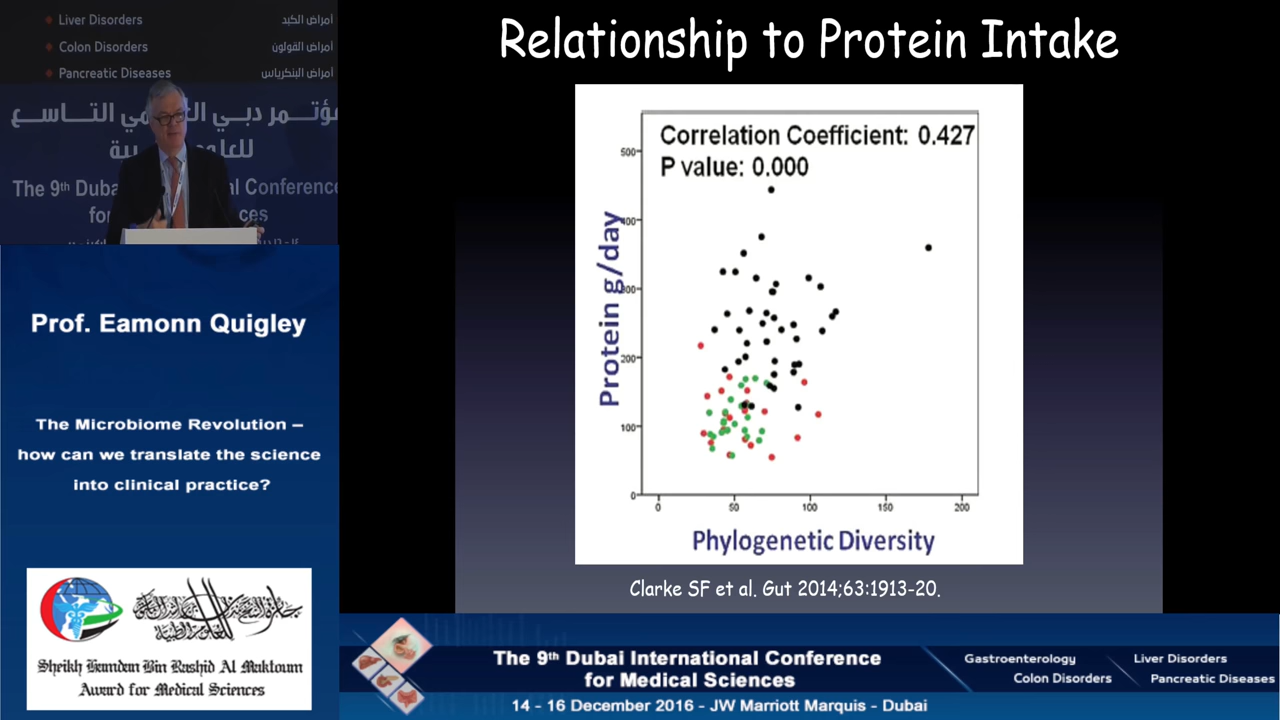 Liver Disorders
أمراض الكبد
Colon Disorders
أمراض القولون
Pancreatic Diseases
أمراض البنكرياس
للعلوم
The 9th Dubai
al Conference
for
ces
Prof. Eamonn Quigley
The Microbiome Revolution –
how can we translate the science
into clinical practice?
Sheikh Hamdan Bin Rashid Al Maktoum
Award for Medical Sciences
Relationship to Protein Intake
Correlation Coefficient: 0.427
P value: 0.000
Protein g/day
500
400
300
200
100
0
0 50 100 150 200
Phylogenetic Diversity
Clarke SF et al. Gut 2014;63:1913-20.
The 9th Dubai International Conference
for Medical Sciences
14 - 16 December 2016 - JW Marriott Marquis - Dubai
Gastroenterology
Liver Disorders
Colon Disorders
Pancreatic Diseases